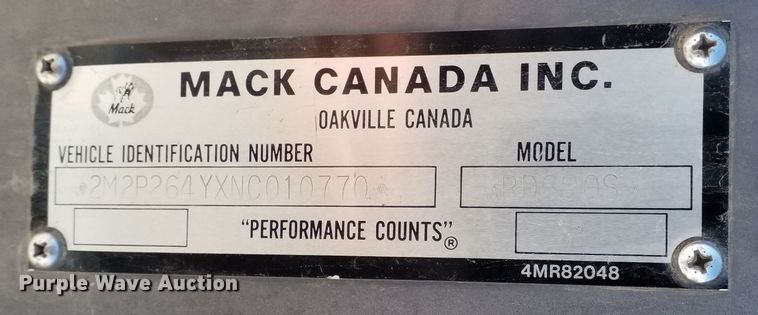 MACK CANADA INC.
Mack
OAKVILLE CANADA
VEHICLE IDENTIFICATION NUMBER
MODEL
*2M2P264YXNC010770*
"PERFORMANCE COUNTS"®
4MR82048
Purple Wave Auction